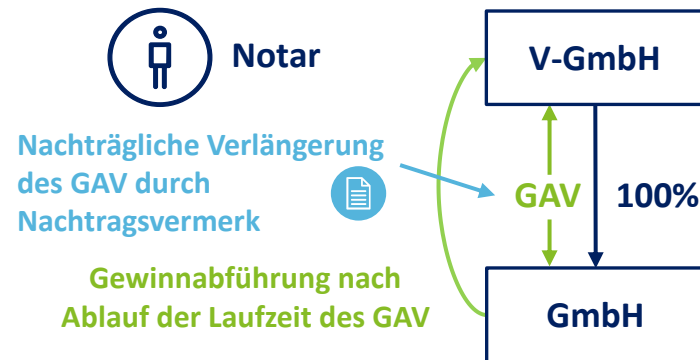 Notar
V-GmbH
Nachträgliche Verlängerung
des GAV durch
Nachtragsvermerk
GAV
100%
Gewinnabführung nach
Ablauf der Laufzeit des GAV
GmbH